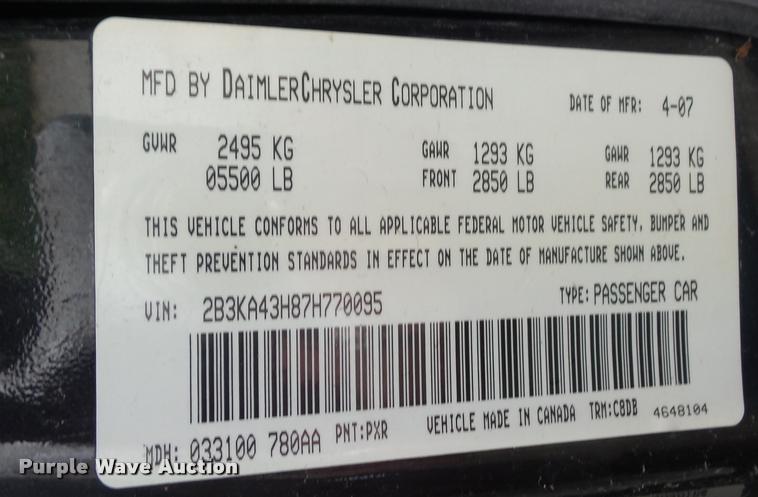 MFD BY DAIMLERCHRYSLER CORPORATION DATE OF MFR: 4-07
GVWR 2495 KG GAWR 1293 KG GAWR 1293 KG
05500 LB FRONT 2850 LB REAR 2850 LB
THIS VEHICLE CONFORMS TO ALL APPLICABLE FEDERAL MOTOR VEHICLE SAFETY, BUMPER AND
THEFT PREVENTION STANDARDS IN EFFECT ON THE DATE OF MANUFACTURE SHOWN ABOVE.
VIN: 2B3KA43H87H770095 TYPE: PASSENGER CAR
MDH: 033100 780AA PNT:PXR VEHICLE MADE IN CANADA TRM:C8DB 4648104
Purple Wave Auction